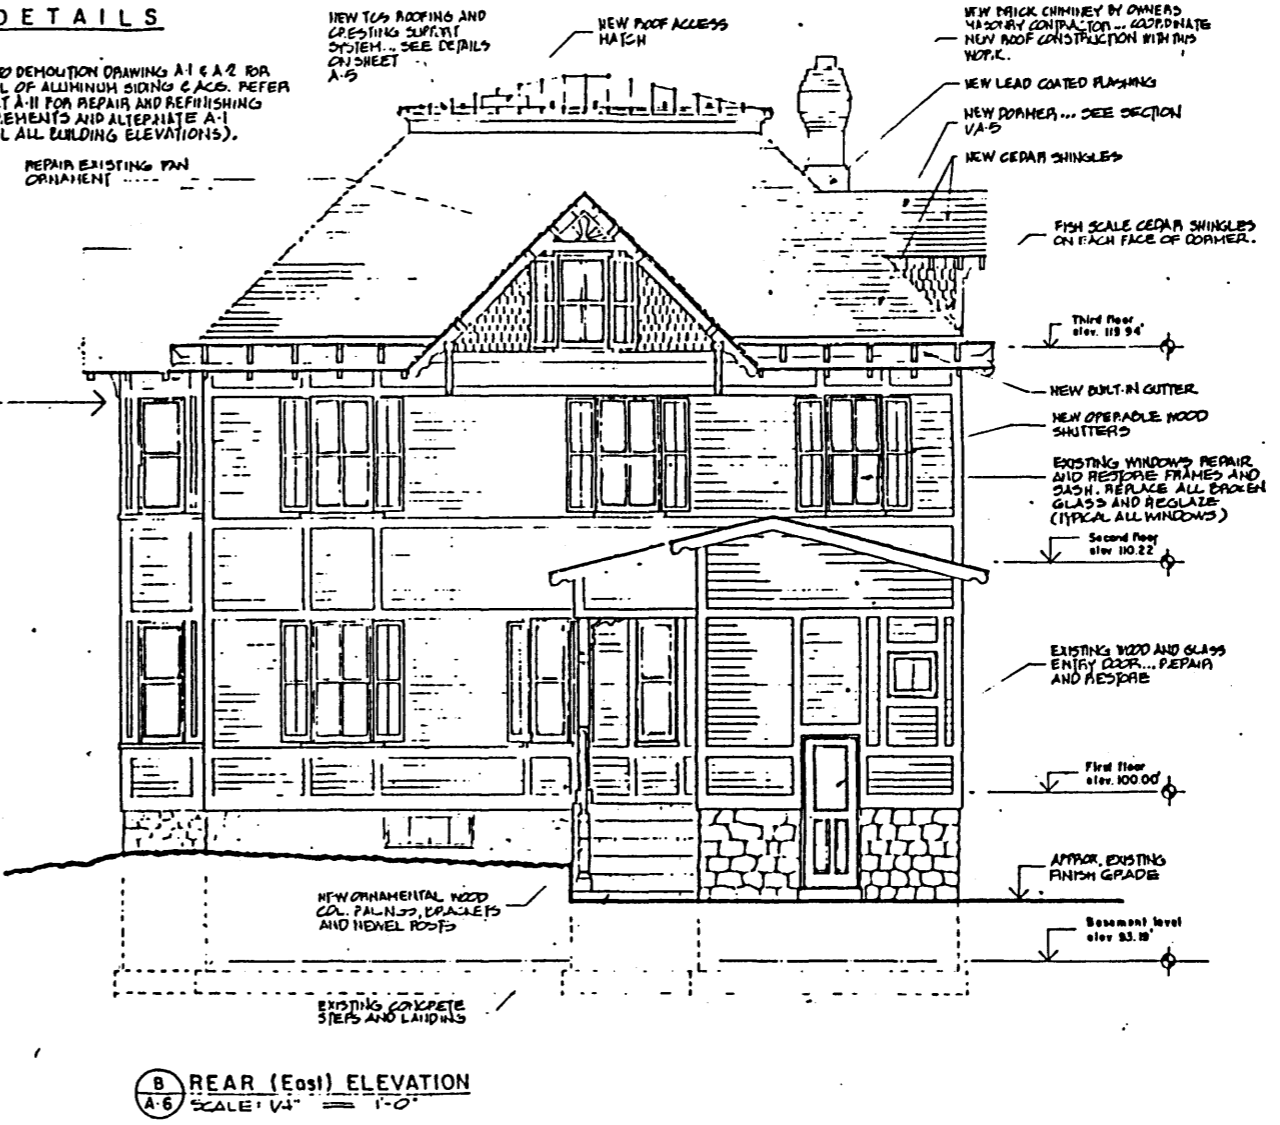 DETAILS
DEMOLITION DRAWING A-1 & A-2 FOR
L OF ALUMINUM SIDING & ACS. REFER
T A-11 FOR REPAIR AND REFINISHING
EMENTS AND ALTERNATE A-1
L ALL BUILDING ELEVATIONS).
REPAIR EXISTING FAN
ORNAMENT
NEW TCS ROOFING AND
CRESTING SUPPORT
SYSTEM... SEE DETAILS
ON SHEET
A-5
NEW ROOF ACCESS
HATCH
NEW BRICK CHIMNEY BY OWNERS
MASONRY CONTRACTOR... COORDINATE
NEW ROOF CONSTRUCTION WITH THIS
WORK.
NEW LEAD COATED FLASHING
NEW DORMER... SEE SECTION
1/A-5
NEW CEDAR SHINGLES
FISH SCALE CEDAR SHINGLES
ON EACH FACE OF DORMER.
Third floor
elev. 119.94'
NEW BUILT-IN GUTTER
NEW OPERABLE WOOD
SHUTTERS
EXISTING WINDOWS REPAIR
AND RESTORE FRAMES AND
SASH. REPLACE ALL BROKEN
GLASS AND REGLAZE
(TYPICAL ALL WINDOWS)
Second floor
elev 110.22'
EXISTING WOOD AND GLASS
ENTRY DOOR... REPAIR
AND RESTORE
First floor
elev. 100.00'
APPROX. EXISTING
FINISH GRADE
Basement level
elev 93.19'
NEW ORNAMENTAL WOOD
COL. RAILINGS, BRACKETS
AND NEWEL POSTS
EXISTING CONCRETE
STEPS AND LANDING
B
A-6
REAR (East) ELEVATION
SCALE: 1/4" = 1'-0"